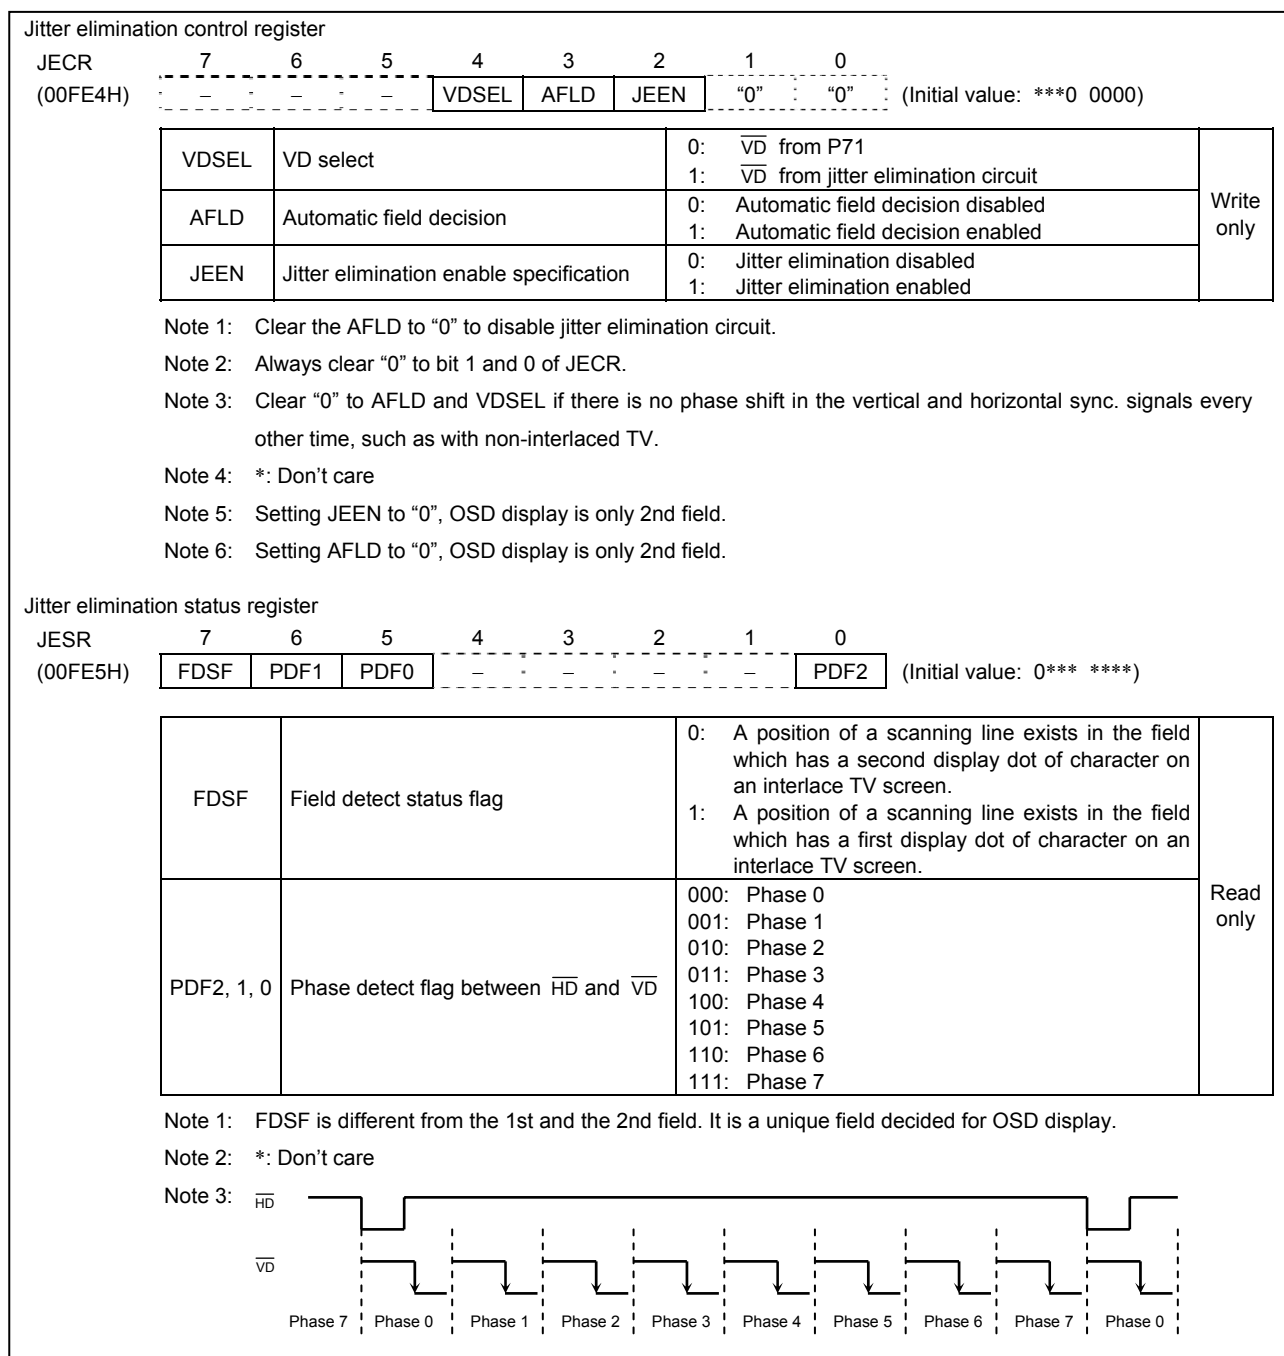 Jitter elimination control register
JECR 7 6 5 4 3 2 1 0
(00FE4H) – – – VDSEL AFLD JEEN “0” “0” (Initial value: ***0 0000)
VDSEL VD select 0: VD from P71
1: VD from jitter elimination circuit
AFLD Automatic field decision 0: Automatic field decision disabled
1: Automatic field decision enabled
JEEN Jitter elimination enable specification 0: Jitter elimination disabled
1: Jitter elimination enabled
Write
only
Note 1: Clear the AFLD to “0” to disable jitter elimination circuit.
Note 2: Always clear “0” to bit 1 and 0 of JECR.
Note 3: Clear “0” to AFLD and VDSEL if there is no phase shift in the vertical and horizontal sync. signals every
other time, such as with non-interlaced TV.
Note 4: *: Don’t care
Note 5: Setting JEEN to “0”, OSD display is only 2nd field.
Note 6: Setting AFLD to “0”, OSD display is only 2nd field.
Jitter elimination status register
JESR 7 6 5 4 3 2 1 0
(00FE5H) FDSF PDF1 PDF0 – – – – PDF2 (Initial value: 0*** ****)
FDSF Field detect status flag 0: A position of a scanning line exists in the field
which has a second display dot of character on
an interlace TV screen.
1: A position of a scanning line exists in the field
which has a first display dot of character on an
interlace TV screen.
PDF2, 1, 0 Phase detect flag between HD and VD
000: Phase 0
001: Phase 1
010: Phase 2
011: Phase 3
100: Phase 4
101: Phase 5
110: Phase 6
111: Phase 7
Read
only
Note 1: FDSF is different from the 1st and the 2nd field. It is a unique field decided for OSD display.
Note 2: *: Don’t care
Note 3: HD
VD
Phase 7 Phase 0 Phase 1 Phase 2 Phase 3 Phase 4 Phase 5 Phase 6 Phase 7 Phase 0